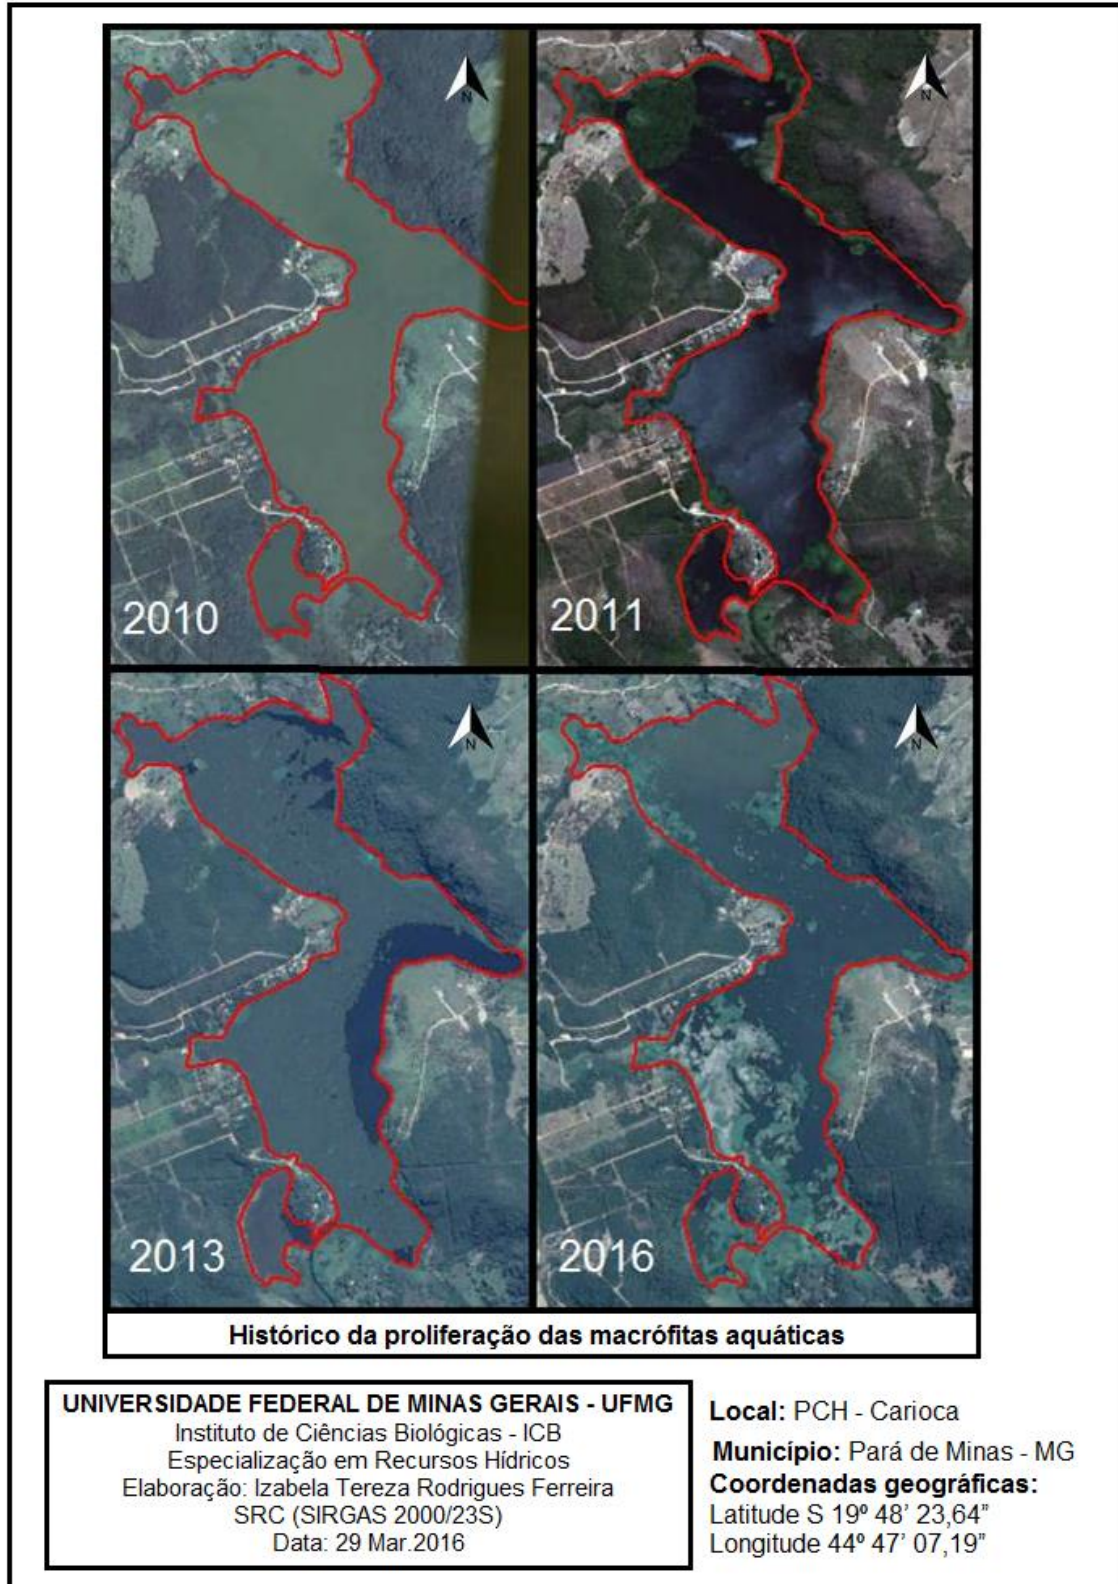 N
N
2010
2011
N
N
2013
2016
Histórico da proliferação das macrófitas aquáticas
UNIVERSIDADE FEDERAL DE MINAS GERAIS - UFMG
Instituto de Ciências Biológicas - ICB
Especialização em Recursos Hídricos
Elaboração: Izabela Tereza Rodrigues Ferreira
SRC (SIRGAS 2000/23S)
Data: 29 Mar.2016
Local: PCH - Carioca
Município: Pará de Minas - MG
Coordenadas geográficas:
Latitude S 19º 48’ 23,64”
Longitude 44º 47’ 07,19”